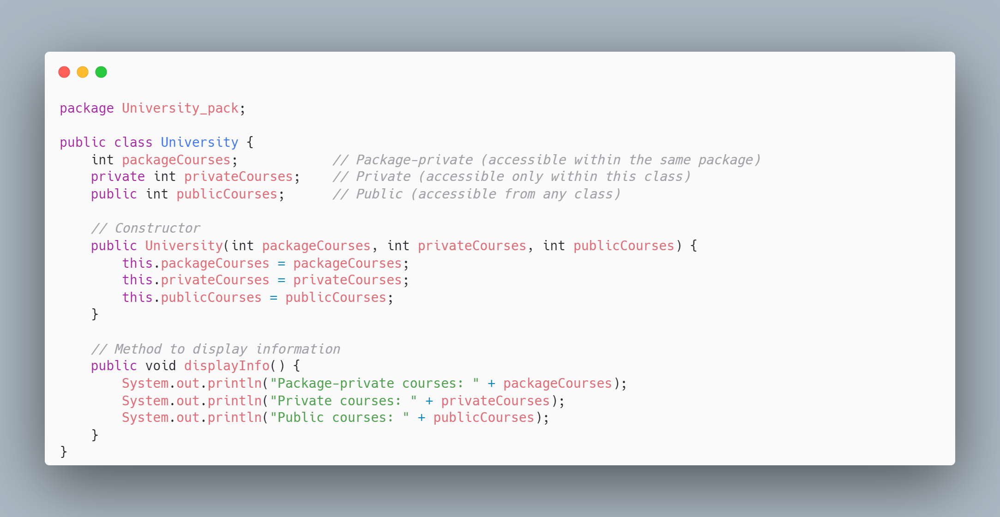 package University_pack;

public class University {
    int packageCourses;            // Package-private (accessible within the same package)
    private int privateCourses;    // Private (accessible only within this class)
    public int publicCourses;      // Public (accessible from any class)

    // Constructor
    public University(int packageCourses, int privateCourses, int publicCourses) {
        this.packageCourses = packageCourses;
        this.privateCourses = privateCourses;
        this.publicCourses = publicCourses;
    }

    // Method to display information
    public void displayInfo() {
        System.out.println("Package-private courses: " + packageCourses);
        System.out.println("Private courses: " + privateCourses);
        System.out.println("Public courses: " + publicCourses);
    }
}